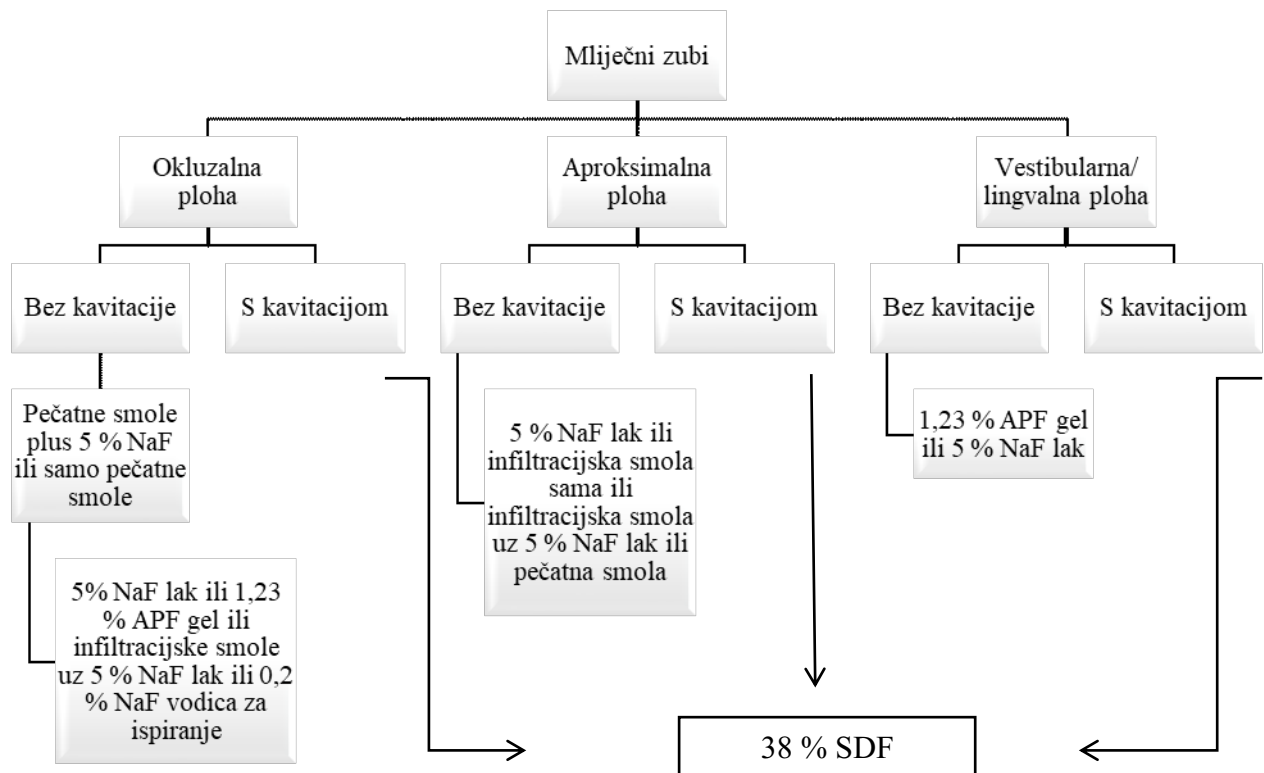 Mliječni zubi
Okluzalna
ploha
Aproksimalna
ploha
Vestibularna/
lingvalna ploha
Bez kavitacije
S kavitacijom
Bez kavitacije
S kavitacijom
Bez kavitacije
S kavitacijom
Pečatne smole
plus 5 % NaF
ili samo pečatne
smole
5 % NaF lak ili
infiltracijska smola
sama ili
infiltracijska smola
uz 5 % NaF lak ili
pečatna smola
1,23 % APF gel
ili 5 % NaF lak
5% NaF lak ili 1,23
% APF gel ili
infiltracijske smole
uz 5 % NaF lak ili 0,2
% NaF vodica za
ispiranje
38 % SDF